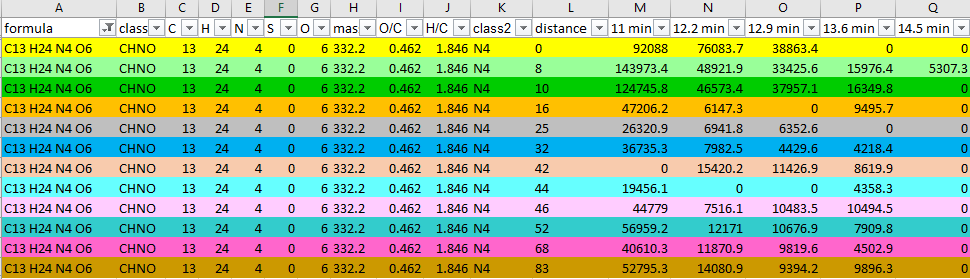 A B C D E F G H I J K L M N O P Q
formula class C H N S O mas O/C H/C class2 distance 11 min 12.2 min 12.9 min 13.6 min 14.5 min
C13 H24 N4 O6 CHNO 13 24 4 0 6 332.2 0.462 1.846 N4 0 92088 76083.7 38863.4 0 0
C13 H24 N4 O6 CHNO 13 24 4 0 6 332.2 0.462 1.846 N4 8 143973.4 48921.9 33425.6 15976.4 5307.3
C13 H24 N4 O6 CHNO 13 24 4 0 6 332.2 0.462 1.846 N4 10 124745.8 46573.4 37957.1 16349.8 0
C13 H24 N4 O6 CHNO 13 24 4 0 6 332.2 0.462 1.846 N4 16 47206.2 6147.3 0 9495.7 0
C13 H24 N4 O6 CHNO 13 24 4 0 6 332.2 0.462 1.846 N4 25 26320.9 6941.8 6352.6 0 0
C13 H24 N4 O6 CHNO 13 24 4 0 6 332.2 0.462 1.846 N4 32 36735.3 7982.5 4429.6 4218.4 0
C13 H24 N4 O6 CHNO 13 24 4 0 6 332.2 0.462 1.846 N4 42 0 15420.2 11426.9 8619.9 0
C13 H24 N4 O6 CHNO 13 24 4 0 6 332.2 0.462 1.846 N4 44 19456.1 0 0 4358.3 0
C13 H24 N4 O6 CHNO 13 24 4 0 6 332.2 0.462 1.846 N4 46 44779 7516.1 10483.5 10494.5 0
C13 H24 N4 O6 CHNO 13 24 4 0 6 332.2 0.462 1.846 N4 52 56959.2 12171 10676.9 7909.8 0
C13 H24 N4 O6 CHNO 13 24 4 0 6 332.2 0.462 1.846 N4 68 40610.3 11870.9 9819.6 4502.9 0
C13 H24 N4 O6 CHNO 13 24 4 0 6 332.2 0.462 1.846 N4 83 52795.3 14080.9 9394.2 9896.3 0